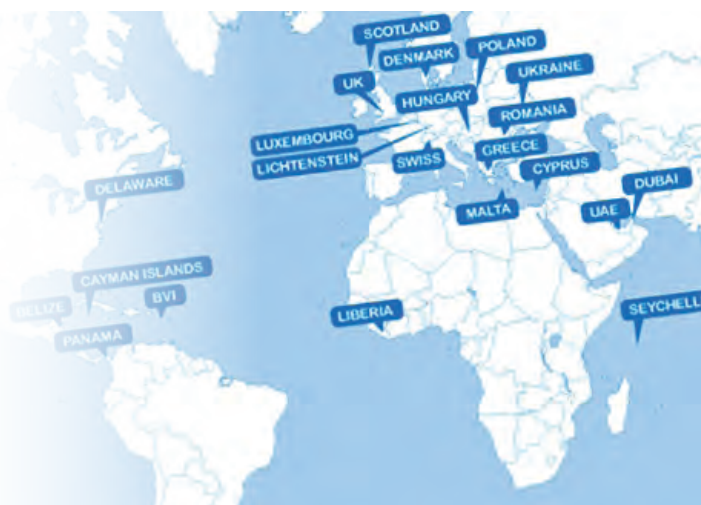 SCOTLAND
DENMARK
POLAND
UK
UKRAINE
HUNGARY
ROMANIA
LUXEMBOURG
LICHTENSTEIN
SWISS
GREECE
CYPRUS
DELAWARE
MALTA
UAE
DUBAI
CAYMAN ISLANDS
BELIZE
BVI
LIBERIA
SEYCHELL
PANAMA